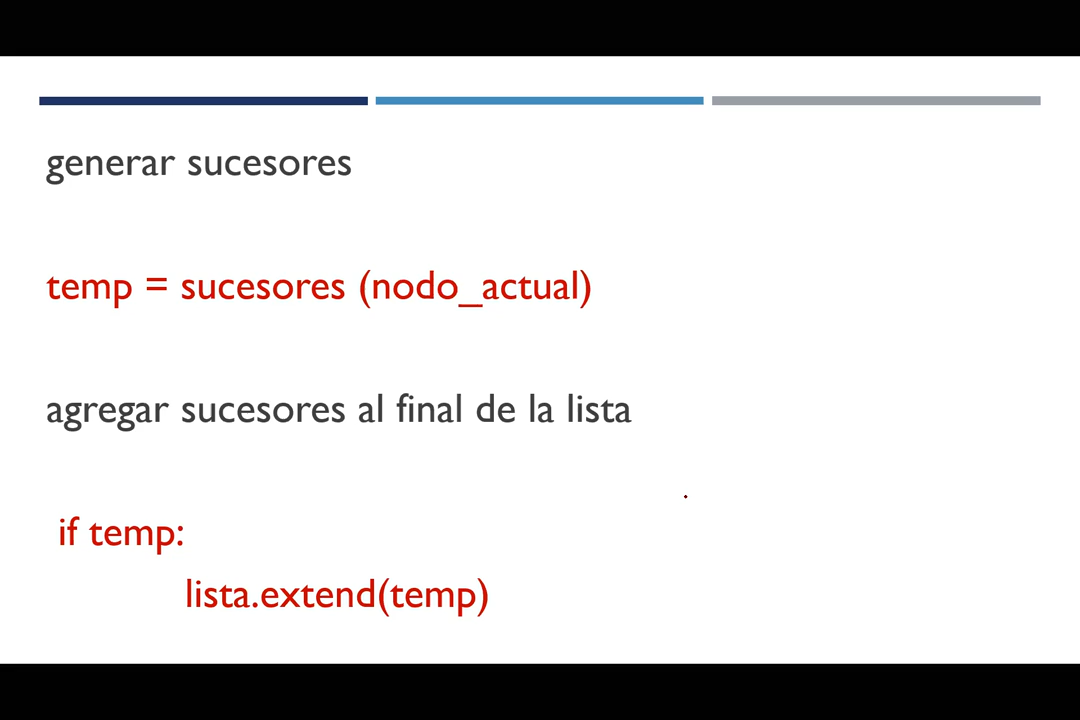 generar sucesores
temp = sucesores (nodo_actual)
agregar sucesores al final de la lista
if temp:
lista.extend(temp)